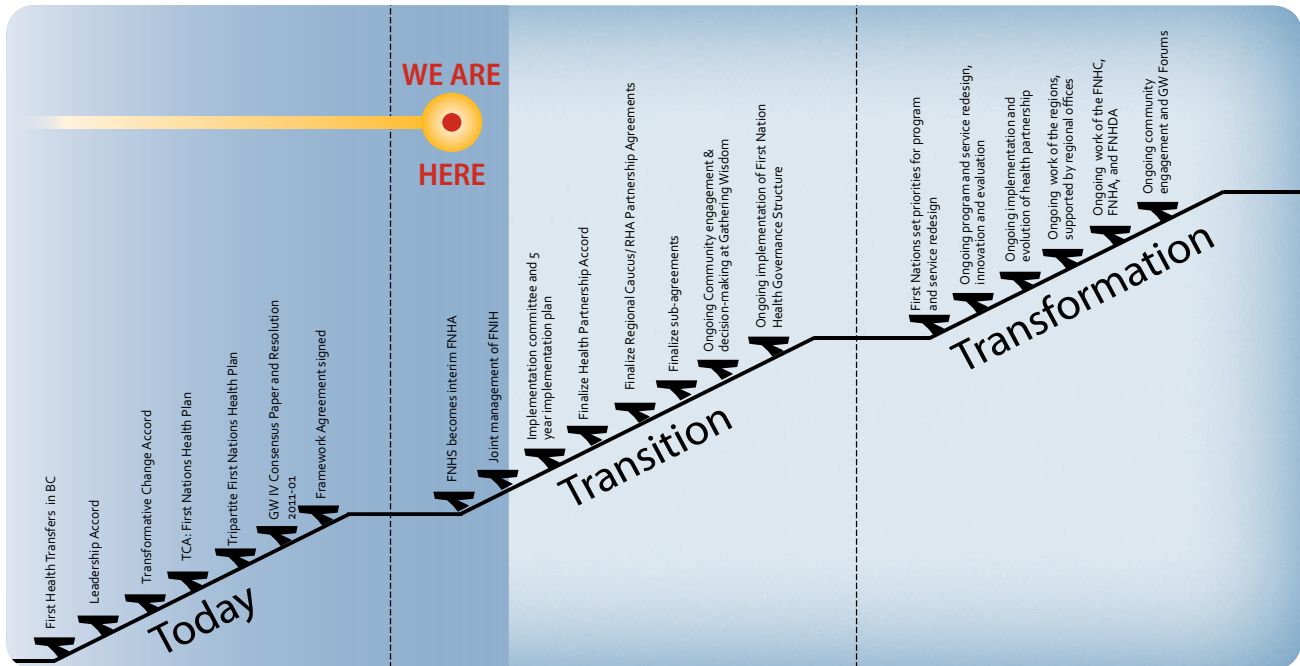 WE ARE
HERE
First Health Transfers in BC
Leadership Accord
Transformative Change Accord
TCA: First Nations Health Plan
Tripartite First Nations Health Plan
GW IV Consensus Paper and Resolution
2011-01
Framework Agreement signed
Today
FNHS becomes interim FNHA
Joint management of FNIH
Implementation committee and 5
year implementation plan
Finalize Health Partnership Accord
Finalize Regional Caucus/ RHA Partnership Agreements
Finalize sub-agreements
Ongoing Community engagement &
decision-making at Gathering Wisdom
Ongoing implementation of First Nation
Health Governance Structure
Transition
First Nations set priorities for program
and service redesign
Ongoing program and service redesign,
innovation and evaluation
Ongoing implementation and
evolution of health partnership
Ongoing work of the regions,
supported by regional offices
Ongoing work of the FNHC,
FNHA, and FNHDA
Ongoing community
engagement and GW Forums
Transformation